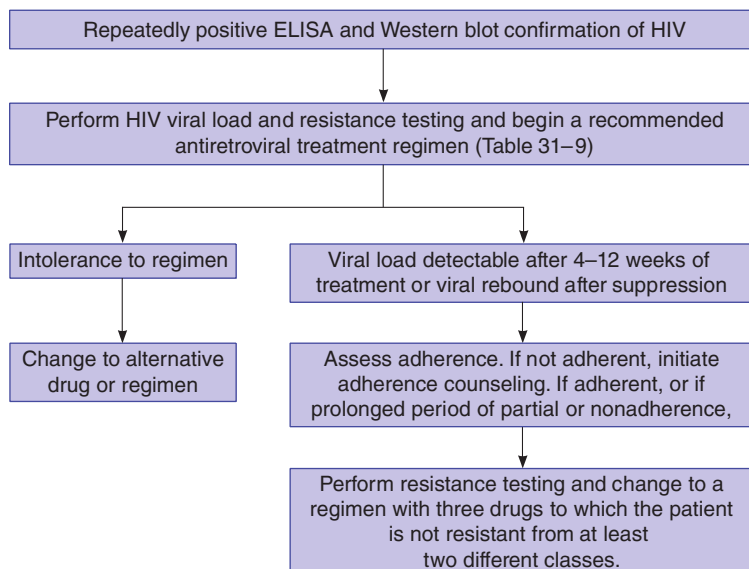 Repeatedly positive ELISA and Western blot confirmation of HIV
Perform HIV viral load and resistance testing and begin a recommended
antiretroviral treatment regimen (Table 31–9)
Intolerance to regimen
Change to alternative
drug or regimen
Viral load detectable after 4–12 weeks of
treatment or viral rebound after suppression
Assess adherence. If not adherent, initiate
adherence counseling. If adherent, or if
prolonged period of partial or nonadherence,
Perform resistance testing and change to a
regimen with three drugs to which the patient
is not resistant from at least
two different classes.